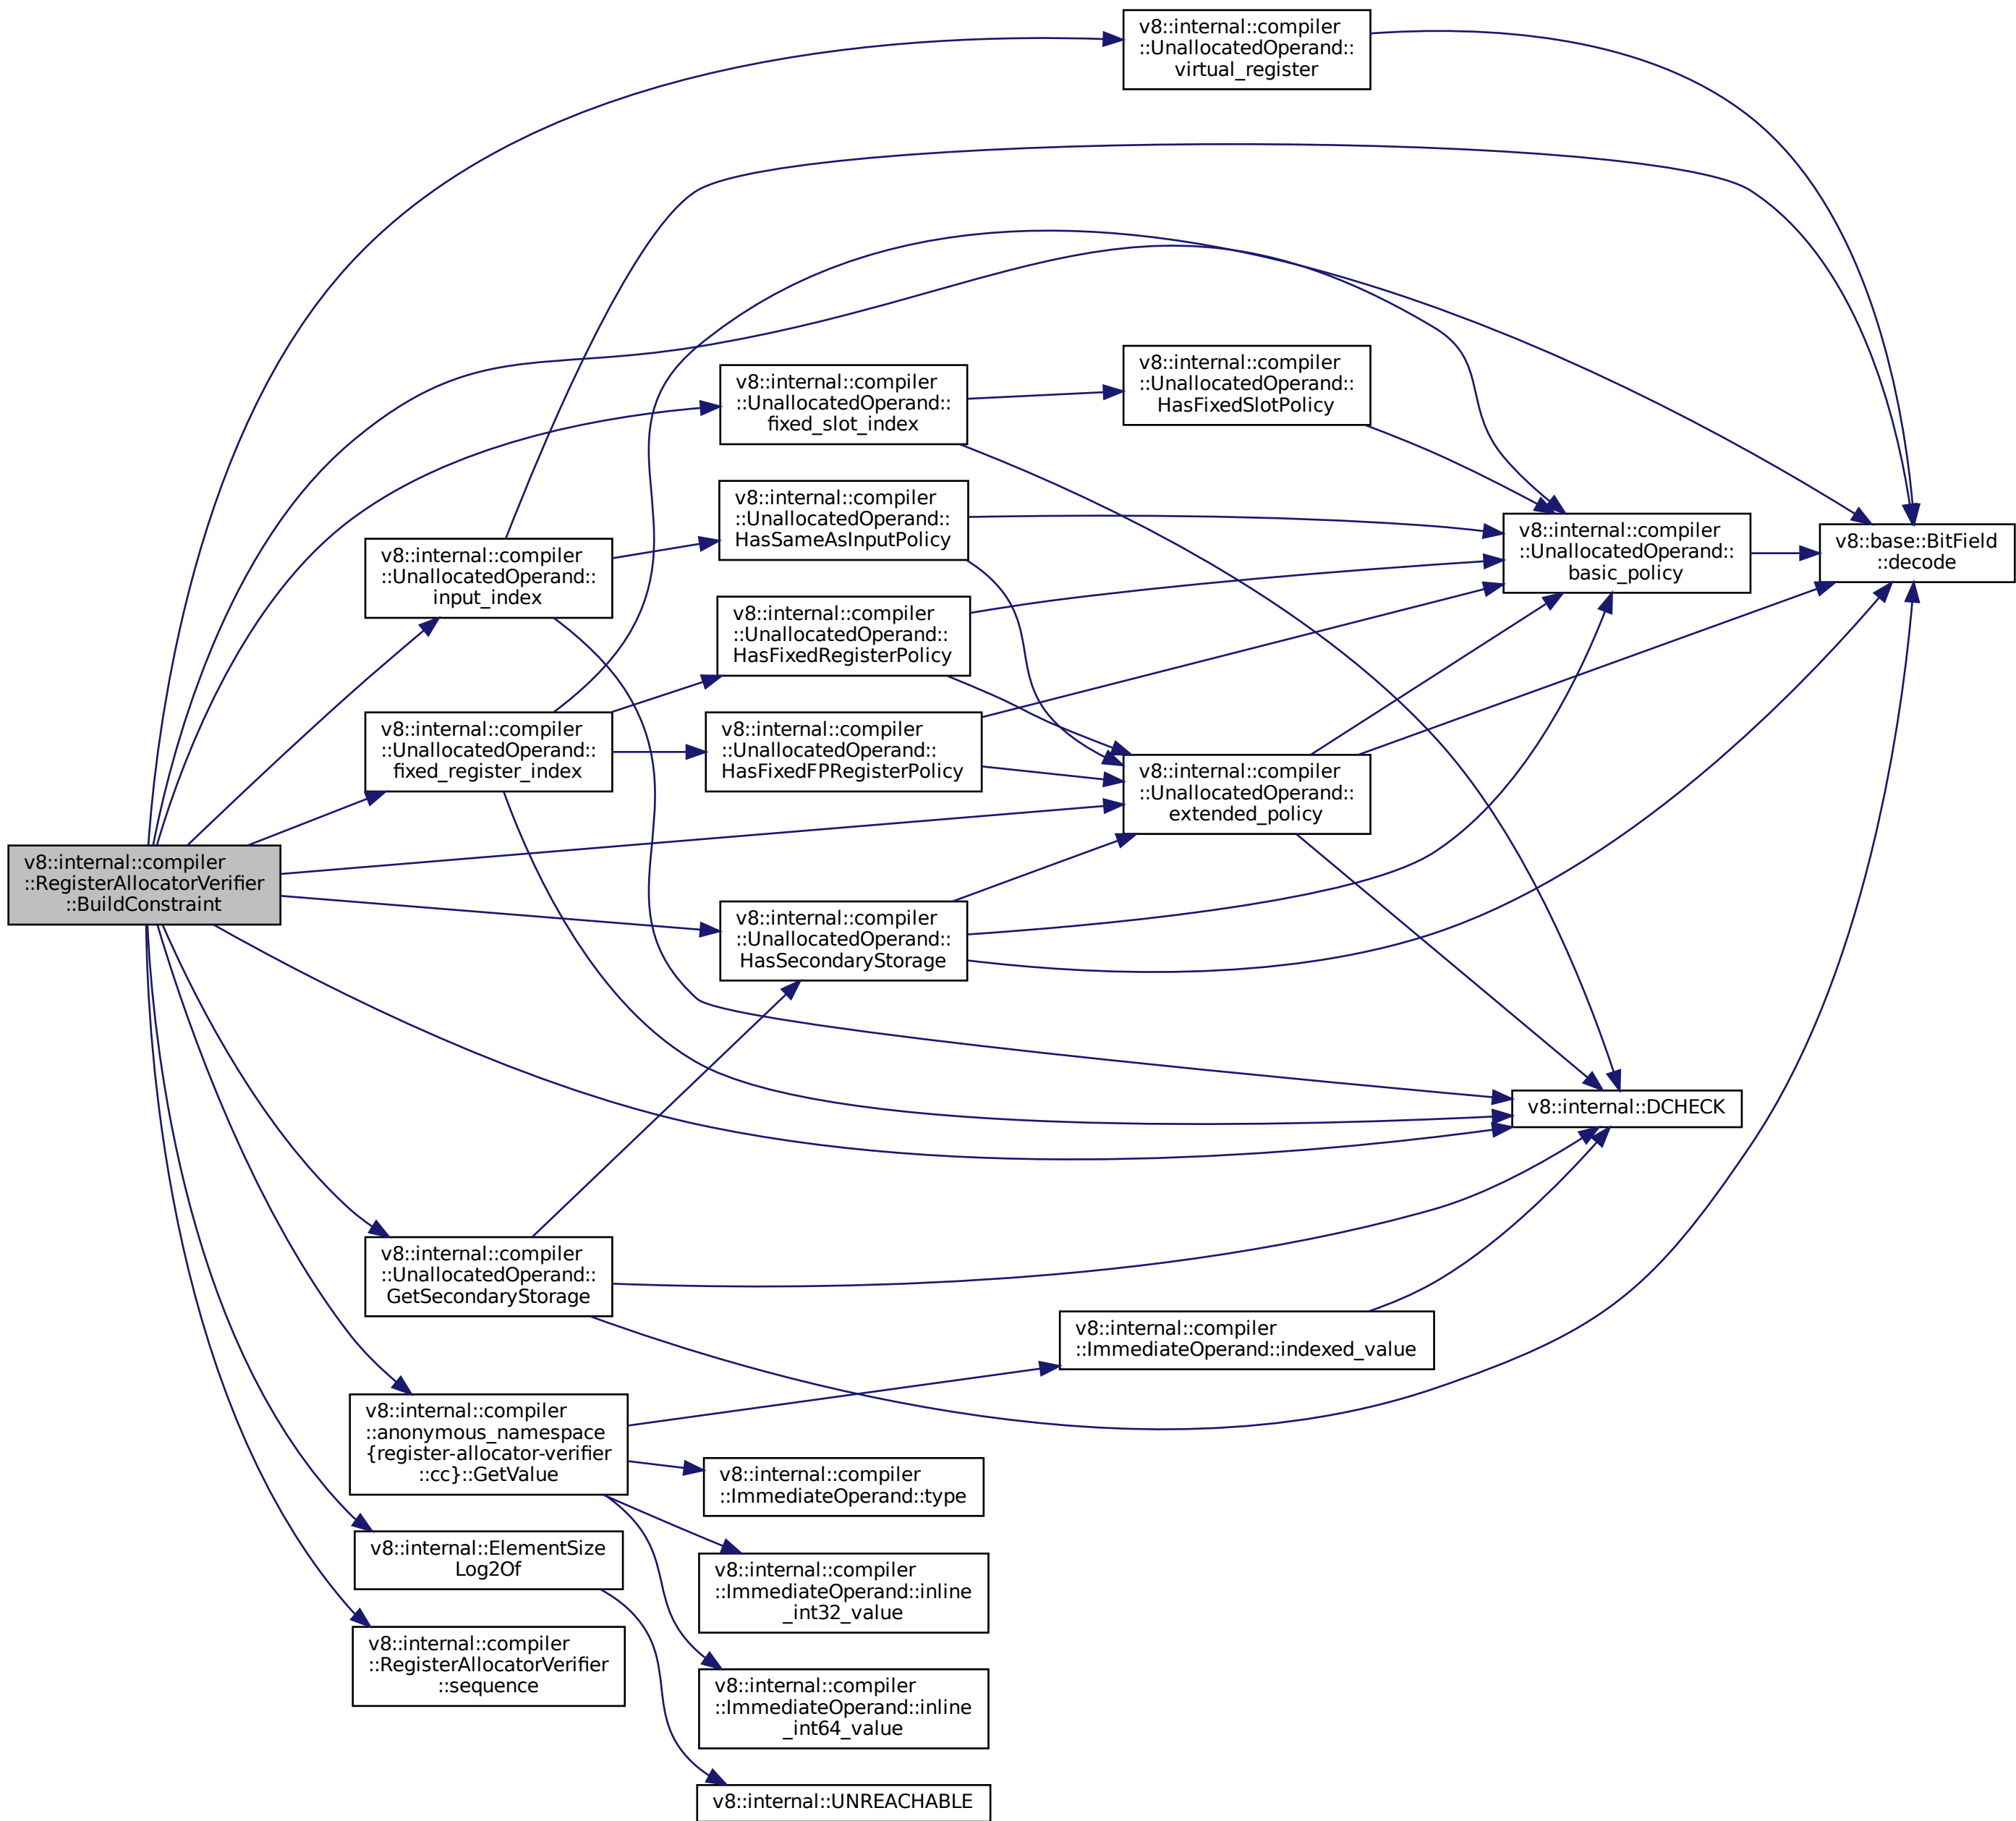 v8::internal::compiler
::UnallocatedOperand::
virtual_register
v8::internal::compiler
::UnallocatedOperand::
fixed_slot_index
v8::internal::compiler
::UnallocatedOperand::
HasFixedSlotPolicy
v8::internal::compiler
::UnallocatedOperand::
HasSameAsInputPolicy
v8::internal::compiler
::UnallocatedOperand::
basic_policy
v8::base::BitField
::decode
v8::internal::compiler
::UnallocatedOperand::
input_index
v8::internal::compiler
::UnallocatedOperand::
HasFixedRegisterPolicy
v8::internal::compiler
::UnallocatedOperand::
fixed_register_index
v8::internal::compiler
::UnallocatedOperand::
HasFixedFPRegisterPolicy
v8::internal::compiler
::UnallocatedOperand::
extended_policy
v8::internal::compiler
::RegisterAllocatorVerifier
::BuildConstraint
v8::internal::compiler
::UnallocatedOperand::
HasSecondaryStorage
v8::internal::DCHECK
v8::internal::compiler
::UnallocatedOperand::
GetSecondaryStorage
v8::internal::compiler
::ImmediateOperand::indexed_value
v8::internal::compiler
::anonymous_namespace
{register-allocator-verifier
::cc}::GetValue
v8::internal::compiler
::ImmediateOperand::type
v8::internal::ElementSize
Log2Of
v8::internal::compiler
::ImmediateOperand::inline
_int32_value
v8::internal::compiler
::RegisterAllocatorVerifier
::sequence
v8::internal::compiler
::ImmediateOperand::inline
_int64_value
v8::internal::UNREACHABLE